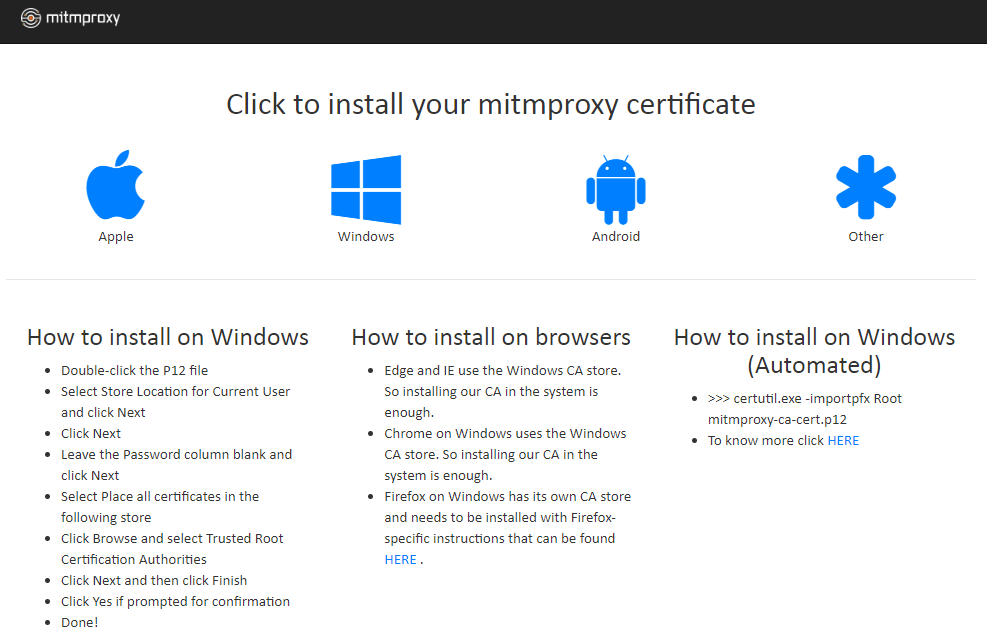 mitmproxy
Click to install your mitmproxy certificate
Apple
Windows
Android
Other
How to install on Windows
Double-click the P12 file
Select Store Location for Current User
and click Next
Click Next
Leave the Password column blank and
click Next
Select Place all certificates in the
following store
Click Browse and select Trusted Root
Certification Authorities
Click Next and then click Finish
Click Yes if prompted for confirmation
Done!
How to install on browsers
Edge and IE use the Windows CA store.
So installing our CA in the system is
enough.
Chrome on Windows uses the Windows
CA store. So installing our CA in the
system is enough.
Firefox on Windows has its own CA store
and needs to be installed with Firefox-
specific instructions that can be found
HERE .
How to install on Windows
(Automated)
>>> certutil.exe -importpfx Root
mitmproxy-ca-cert.p12
To know more click HERE